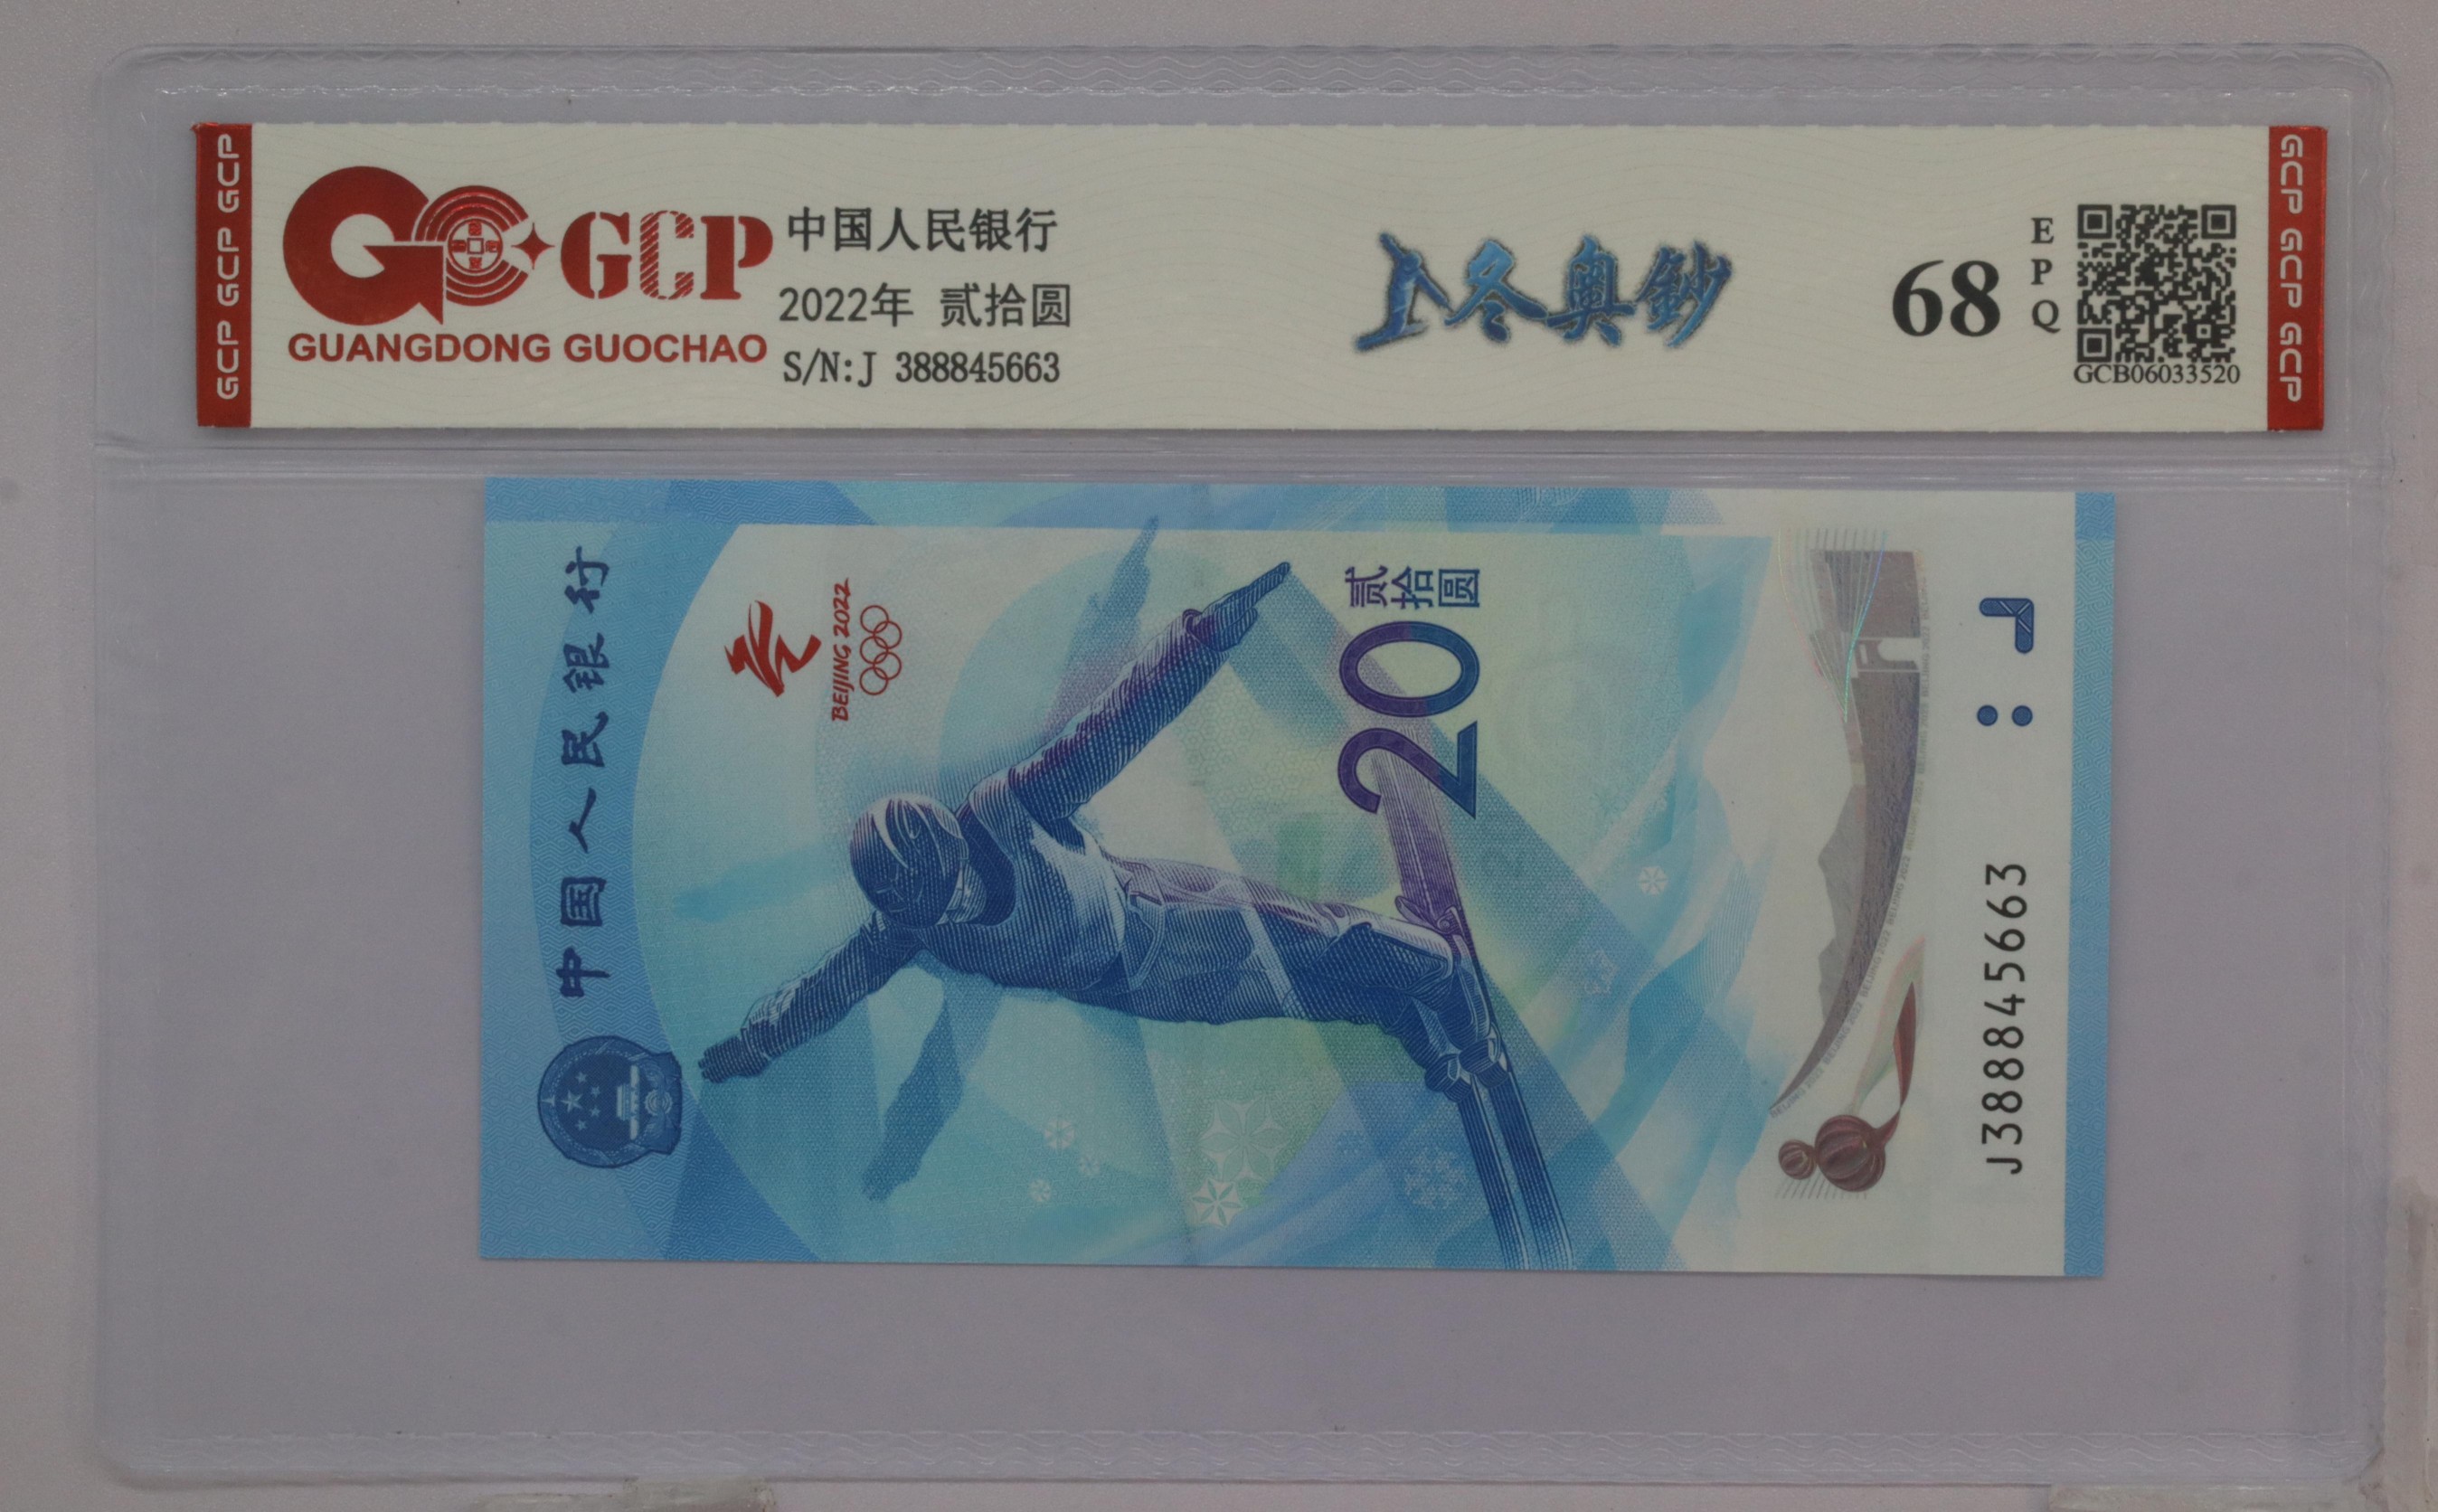 GCP GCP GCP
GCP
GUANGDONG GUOCHAO
中国人民银行
2022年 贰拾圆
S/N:J 388845663
冬奥鈔
68
E
P
Q
GCB06033520
GCP GCP GCP
中国人民银行
BEIJING 2022
贰拾圆
20
J388845663